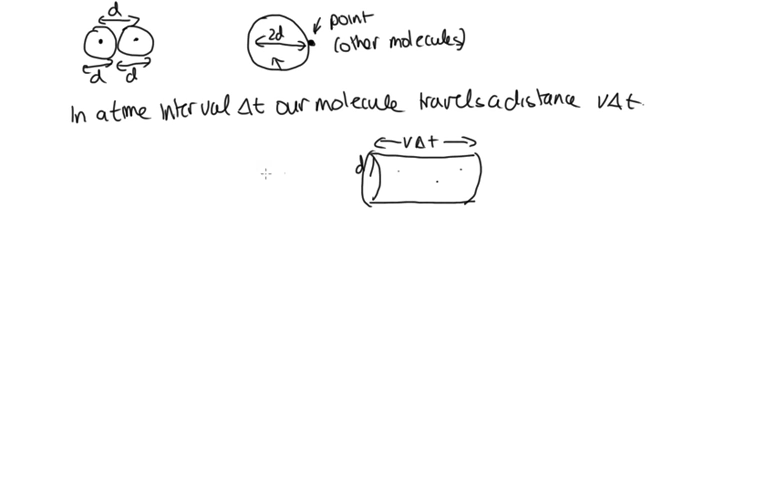 d
point
2d
(other molecules)
d d
In a time interval Δt our molecule travels a distance vΔt.
vΔt
d